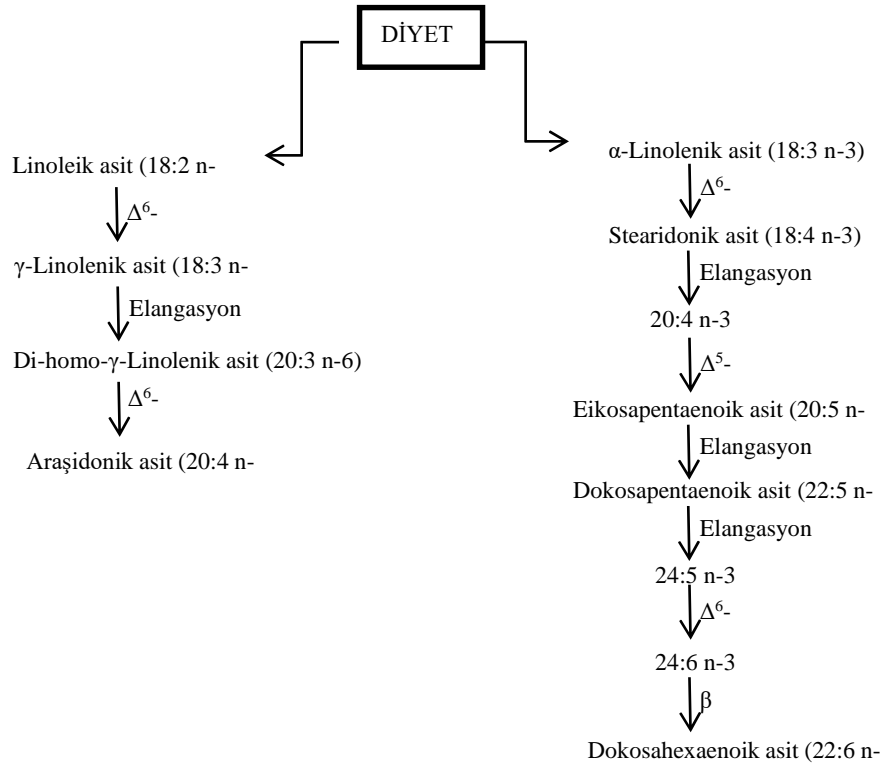 DİYET
Linoleik asit (18:2 n-
Δ⁶-
γ-Linolenik asit (18:3 n-
Elangasyon
Di-homo-γ-Linolenik asit (20:3 n-6)
Δ⁶-
Araşidonik asit (20:4 n-
α-Linolenik asit (18:3 n-3)
Δ⁶-
Stearidonik asit (18:4 n-3)
Elangasyon
20:4 n-3
Δ⁵-
Eikosapentaenoik asit (20:5 n-
Elangasyon
Dokosapentaenoik asit (22:5 n-
Elangasyon
24:5 n-3
Δ⁶-
24:6 n-3
β
Dokosahexaenoik asit (22:6 n-